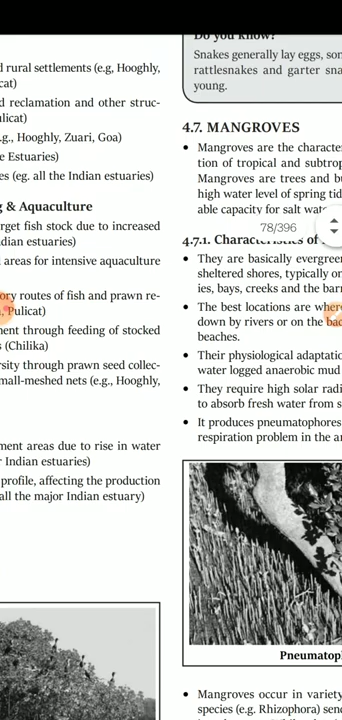 d rural settlements (e.g, Hooghly,
cat)
d reclamation and other struc-
ulicat)
e.g., Hooghly, Zuari, Goa)
e Estuaries)
es (eg. all the Indian estuaries)
g & Aquaculture
rget fish stock due to increased
ndian estuaries)
d areas for intensive aquaculture
ory routes of fish and prawn re-
a, Pulicat)
ment through feeding of stocked
s (Chilika)
rsity through prawn seed collec-
mall-meshed nets (e.g., Hooghly,
ment areas due to rise in water
r Indian estuaries)
profile, affecting the production
all the major Indian estuary)
Do you know?
Snakes generally lay eggs, som
rattlesnakes and garter sna
young.
4.7. MANGROVES
• Mangroves are the characte
tion of tropical and subtrop
Mangroves are trees and bu
high water level of spring tid
able capacity for salt wate
78/396
4.7.1. Characteristics of
• They are basically evergreen
sheltered shores, typically on
ies, bays, creeks and the barr
• The best locations are where
down by rivers or on the bac
beaches.
• Their physiological adaptatio
water logged anaerobic mud
• They require high solar radi
to absorb fresh water from s
• It produces pneumatophores
respiration problem in the an
Pneumatoph
• Mangroves occur in variety
species (e.g. Rhizophora) send